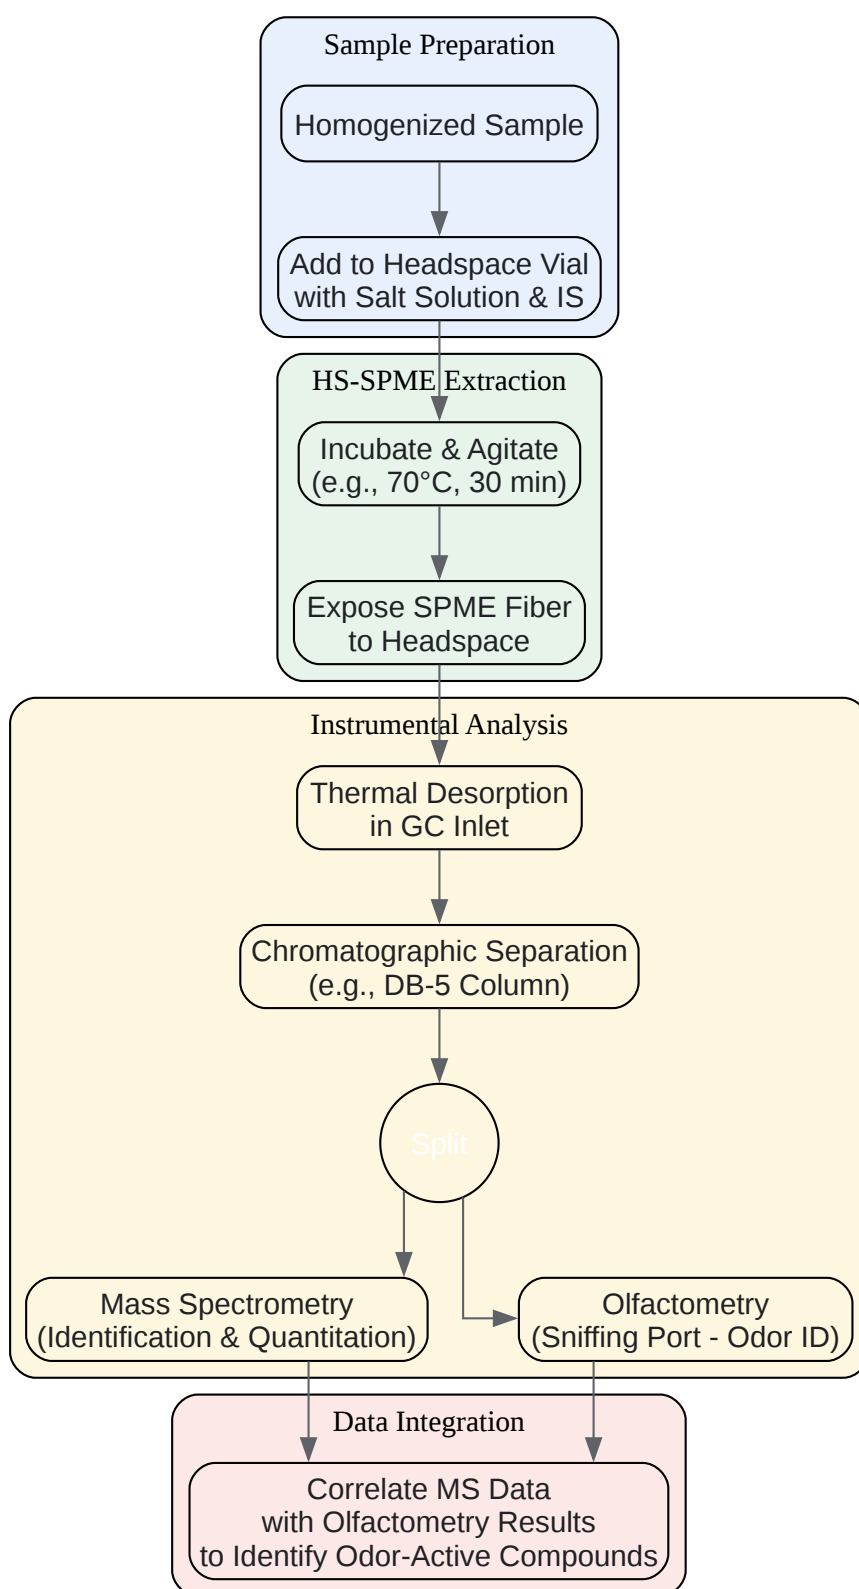 Sample Preparation
Homogenized Sample
Add to Headspace Vial
with Salt Solution & IS
HS-SPME Extraction
Incubate & Agitate
(e.g., 70°C, 30 min)
Expose SPME Fiber
to Headspace
Instrumental Analysis
Thermal Desorption
in GC Inlet
Chromatographic Separation
(e.g., DB-5 Column)
Split
Mass Spectrometry
(Identification & Quantitation)
Olfactometry
(Sniffing Port - Odor ID)
Data Integration
Correlate MS Data
with Olfactometry Results
to Identify Odor-Active Compounds